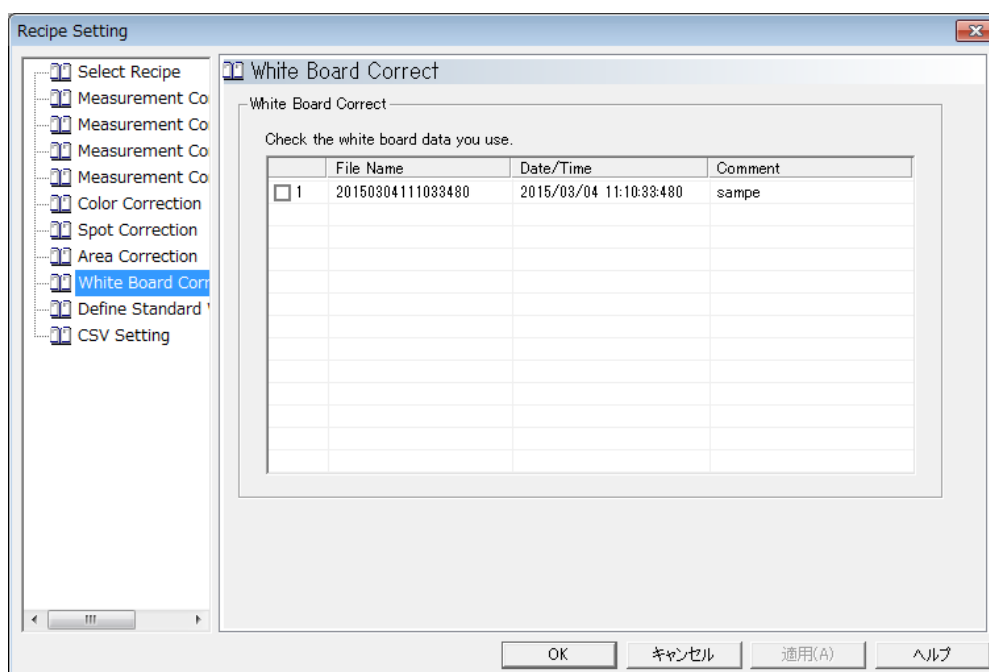 Recipe Setting
Select Recipe
Measurement Co
Measurement Co
Measurement Co
Measurement Co
Color Correction
Spot Correction
Area Correction
White Board Corr
Define Standard
CSV Setting
White Board Correct
White Board Correct
Check the white board data you use.
File Name Date/Time Comment
1 20150304111033480 2015/03/04 11:10:33:480 sampe
OK キャンセル 適用(A) ヘルプ